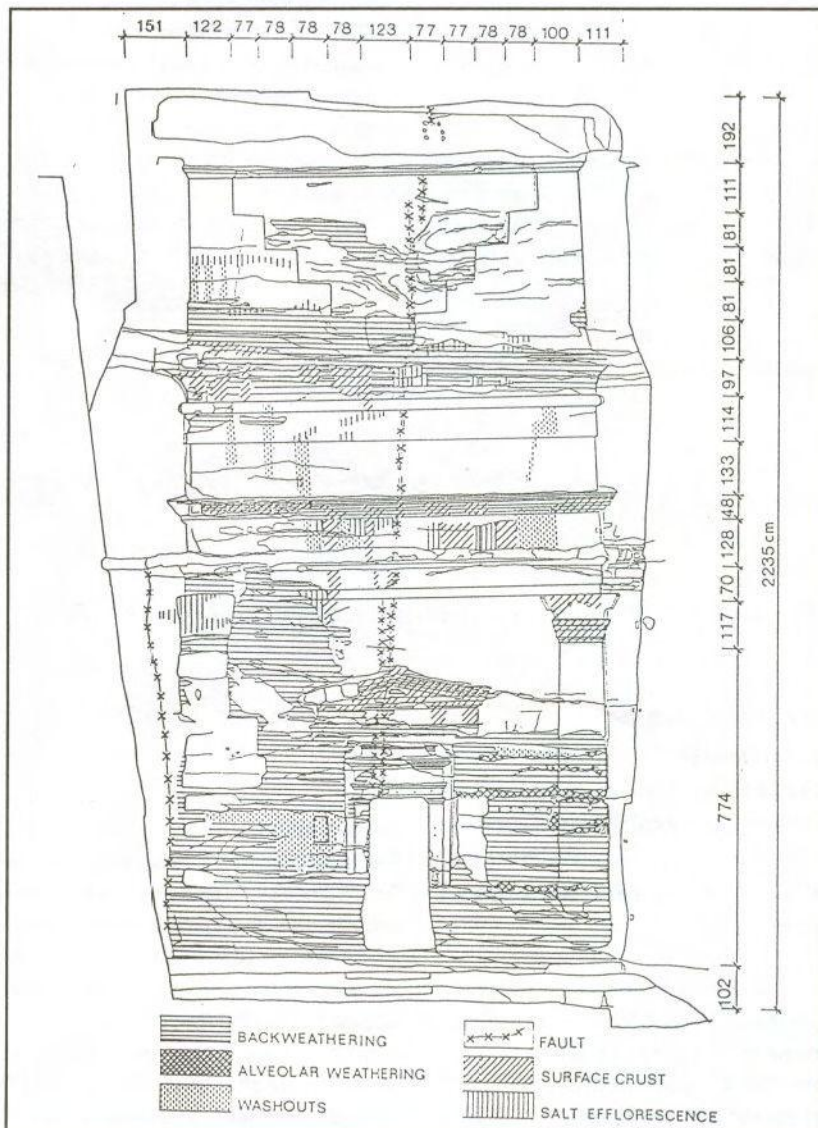 151 122 77 78 78 78 123 77 77 78 78 100 111
192
111
81
81
81
106
97
114
133
48
128
70
117
774
102
2235 cm
BACKWEATHERING
ALVEOLAR WEATHERING
WASHOUTS
FAULT
SURFACE CRUST
SALT EFFLORESCENCE